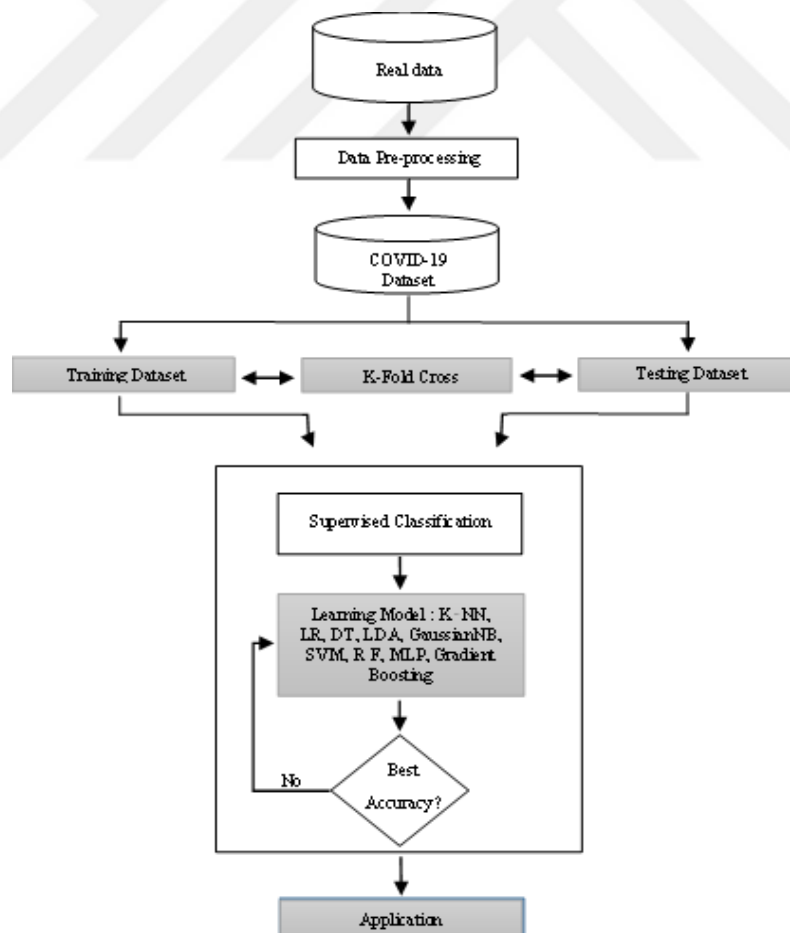 Real data
Data Pre-processing
COVID-19
Dataset
Training Dataset
K-Fold Cross
Testing Dataset
Supervised Classification
Learning Model : K-NN,
LR, DT, LDA, GaussianNB,
SVM, R F, MLP, Gradient
Boosting
Best
Accuracy?
No
Application